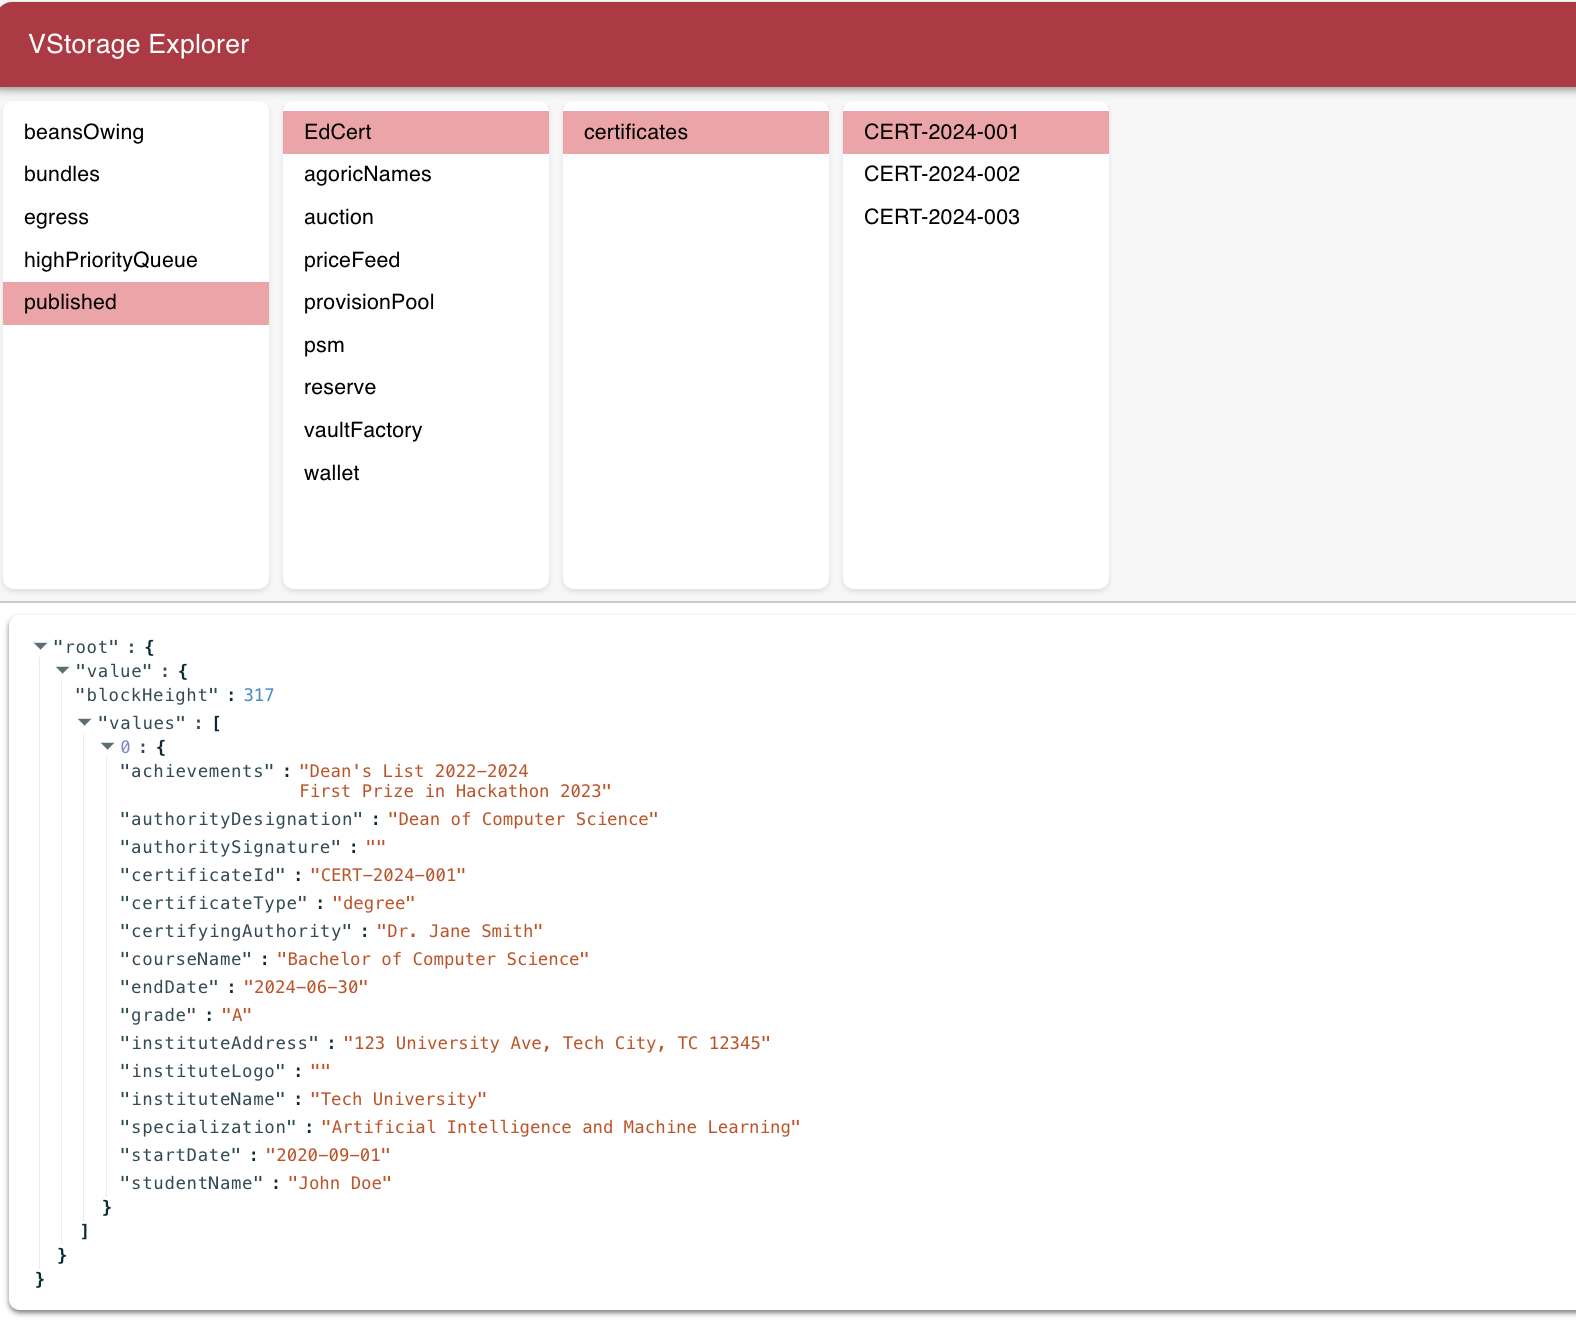 VStorage Explorer
beansOwing
bundles
egress
highPriorityQueue
published
EdCert
agoricNames
auction
priceFeed
provisionPool
psm
reserve
vaultFactory
wallet
certificates
CERT-2024-001
CERT-2024-002
CERT-2024-003
"root" : {
"value" : {
"blockHeight" : 317
"values" : [
0 : {
"achievements" : "Dean's List 2022-2024
First Prize in Hackathon 2023"
"authorityDesignation" : "Dean of Computer Science"
"authoritySignature" : ""
"certificateId" : "CERT-2024-001"
"certificateType" : "degree"
"certifyingAuthority" : "Dr. Jane Smith"
"courseName" : "Bachelor of Computer Science"
"endDate" : "2024-06-30"
"grade" : "A"
"instituteAddress" : "123 University Ave, Tech City, TC 12345"
"instituteLogo" : ""
"instituteName" : "Tech University"
"specialization" : "Artificial Intelligence and Machine Learning"
"startDate" : "2020-09-01"
"studentName" : "John Doe"
}
]
}
}